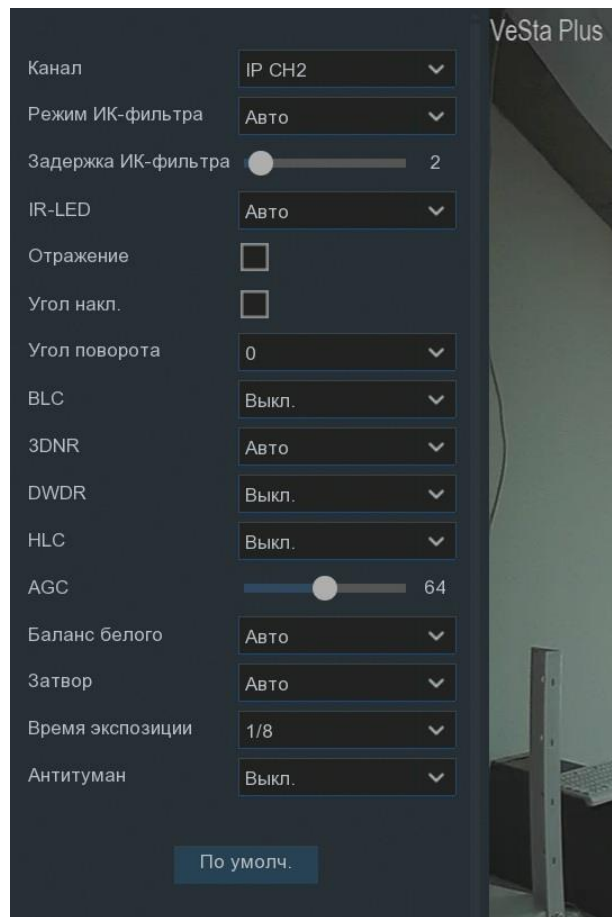 VeSta Plus
Канал IP CH2
Режим ИК-фильтра Авто
Задержка ИК-фильтра 2
IR-LED Авто
Отражение
Угол накл.
Угол поворота 0
BLC Выкл.
3DNR Авто
DWDR Выкл.
HLC Выкл.
AGC 64
Баланс белого Авто
Затвор Авто
Время экспозиции 1/8
Антитуман Выкл.
По умолч.